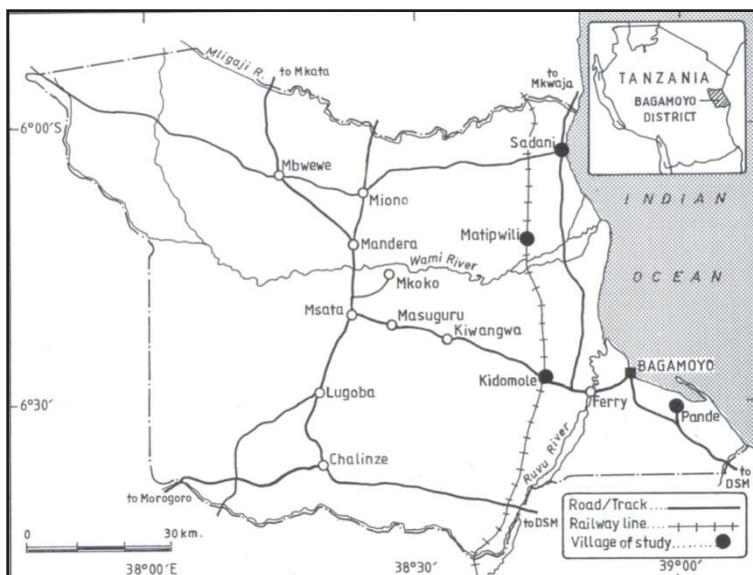 Mligaji R.
to Mkata
to
Mkwaja
TANZANIA
BAGAMOYO
DISTRICT
6°00'S
Sadani
Mbwewe
Miono
INDIAN
OCEAN
Matipwili
Mandera
Wami River
Mkoko
Msata
Masuguru
Kiwangwa
BAGAMOYO
Kidomole
Ferry
Pande
6°30'
Lugoba
Ruvu River
Chalinze
to
DSM
to Morogoro
to DSM
Road/Track
Railway line
Village of study
0 30 km.
38°00'E
38°30'
39°00'